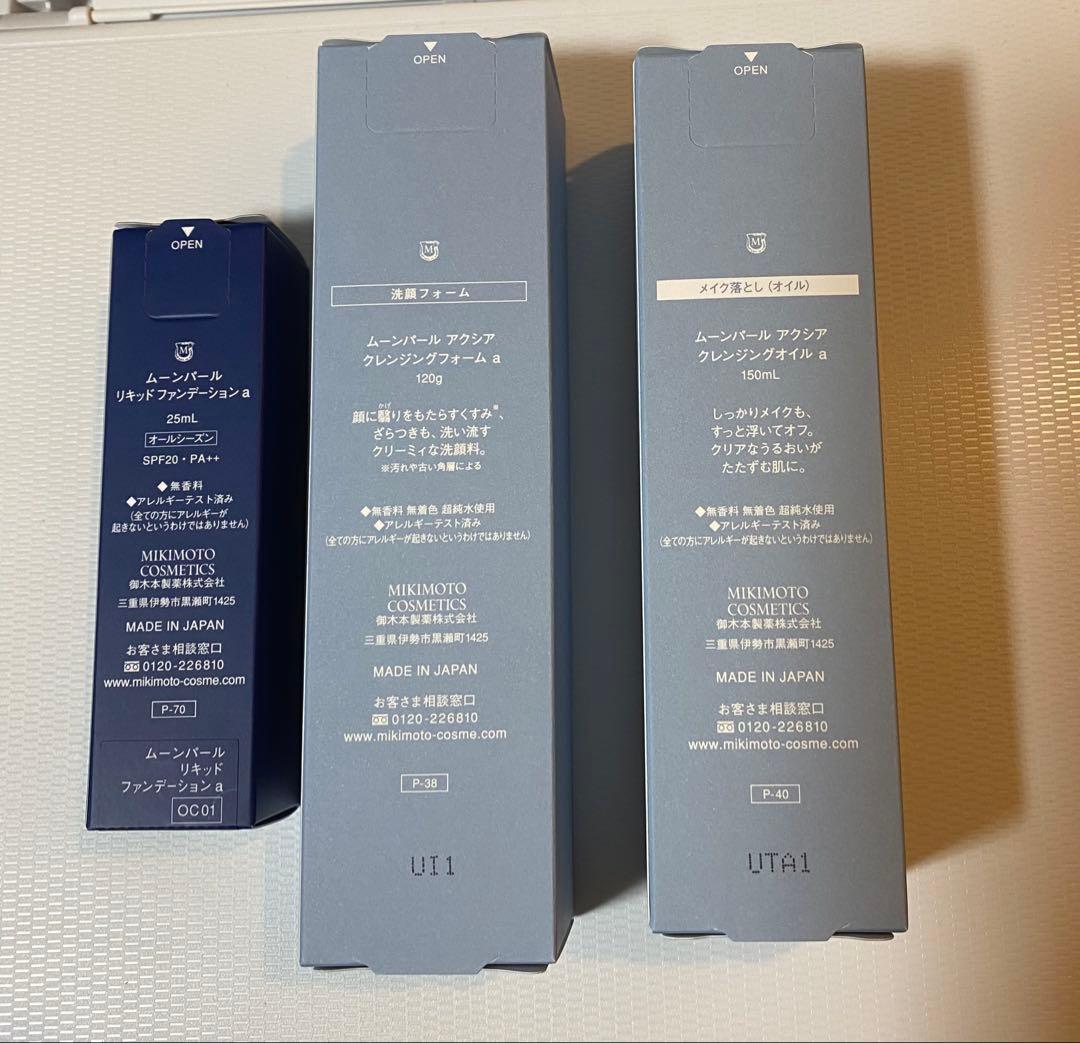 OPEN
M
ムーンパール
リキッド ファンデーション a
25mL
オールシーズン
SPF20・PA++
◆無香料
◆アレルギーテスト済み
(全ての方にアレルギーが
起きないというわけではありません)
MIKIMOTO
COSMETICS
御木本製薬株式会社
三重県伊勢市黒瀬町1425
MADE IN JAPAN
お客さま相談窓口
0120-226810
www.mikimoto-cosme.com
P-70
ムーンパール
リキッド
ファンデーション a
OC01
OPEN
M
洗顔フォーム
ムーンパール アクシア
クレンジングフォーム a
120g
かげ
顔に翳りをもたらすくすみ※、
ざらつきも、洗い流す
クリーミィな洗顔料。
※汚れや古い角層による
◆無香料 無着色 超純水使用
◆アレルギーテスト済み
(全ての方にアレルギーが起きないというわけではありません)
MIKIMOTO
COSMETICS
御木本製薬株式会社
三重県伊勢市黒瀬町1425
MADE IN JAPAN
お客さま相談窓口
0120-226810
www.mikimoto-cosme.com
P-38
UI1
OPEN
M
メイク落とし(オイル)
ムーンパール アクシア
クレンジングオイル a
150mL
しっかりメイクも、
すっと浮いてオフ。
クリアなうるおいが
たたずむ肌に。
◆無香料 無着色 超純水使用
◆アレルギーテスト済み
(全ての方にアレルギーが起きないというわけではありません)
MIKIMOTO
COSMETICS
御木本製薬株式会社
三重県伊勢市黒瀬町1425
MADE IN JAPAN
お客さま相談窓口
0120-226810
www.mikimoto-cosme.com
P-40
UTA1